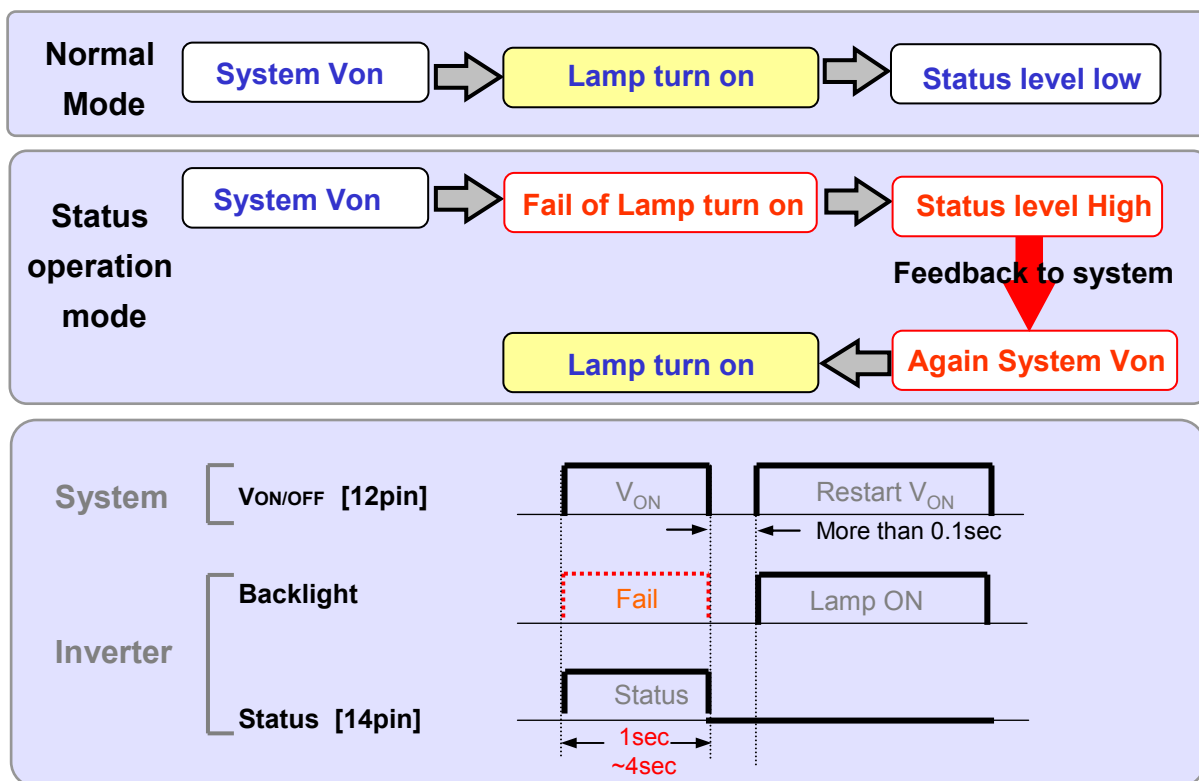 Normal
Mode
System Von
Lamp turn on
Status level low
Status
operation
mode
System Von
Fail of Lamp turn on
Status level High
Feedback to system
Lamp turn on
Again System Von
System
VON/OFF [12pin]
VON
Restart VON
More than 0.1sec
Inverter
Backlight
Fail
Lamp ON
Status [14pin]
Status
1sec
~4sec